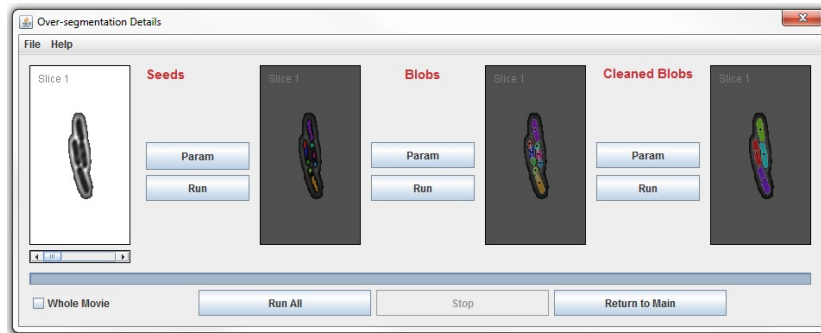 Over-segmentation Details
File Help
Slice 1
Seeds
Param
Run
Slice 1
Blobs
Param
Run
Slice 1
Cleaned Blobs
Param
Run
Slice 1
Whole Movie
Run All
Stop
Return to Main